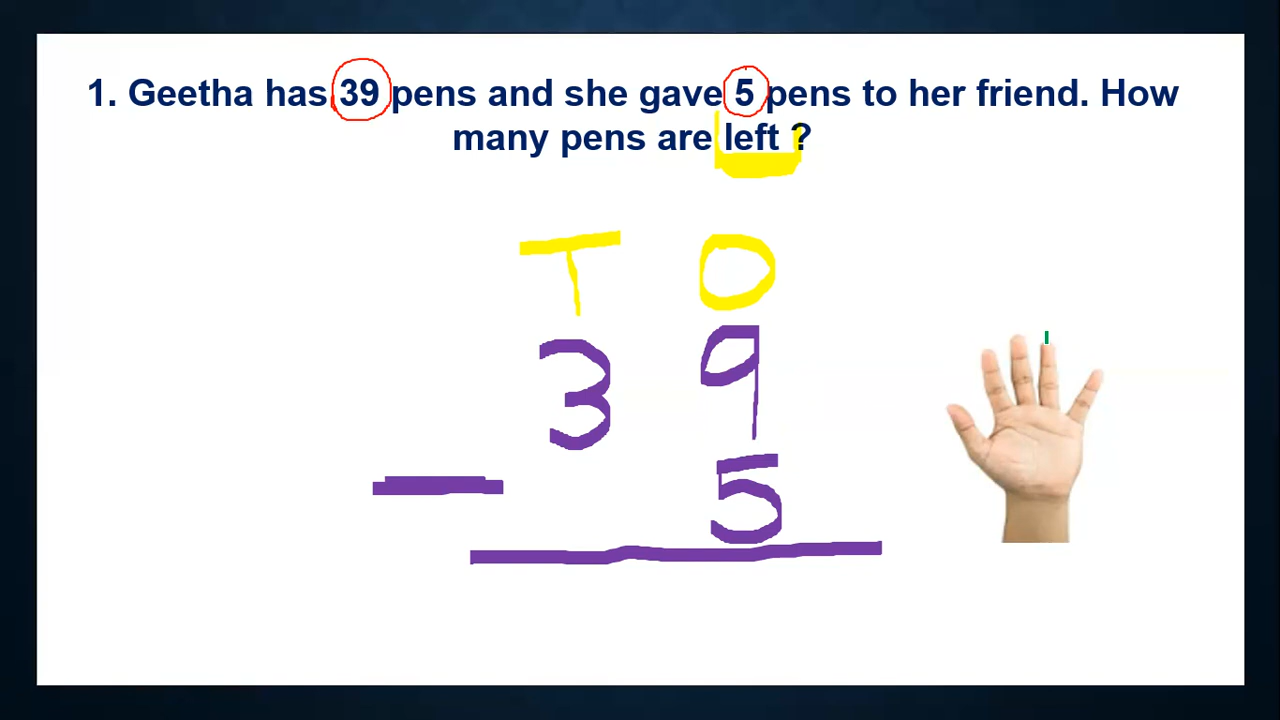 1. Geetha has 39 pens and she gave 5 pens to her friend. How
many pens are left ?
T O
3 9
- 5